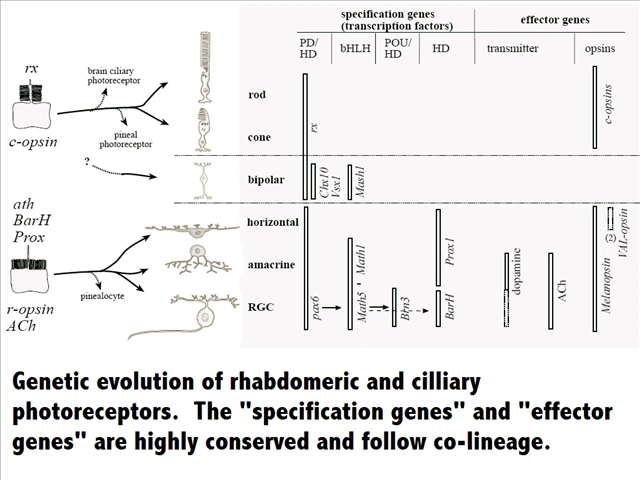 specification genes
(transcription factors)
effector genes
PD/
HD
bHLH
POU/
HD
HD
transmitter
opsins
rx
c-opsin
brain ciliary
photoreceptor
pineal
photoreceptor
?
ath
BarH
Prox
r-opsin
ACh
pinealocyte
rod
cone
bipolar
horizontal
amacrine
RGC
rx
c-opsins
Chx10
Vsx1
Mash1
pax6
Math5
Math1
Brn3
Prox1
BarH
dopamine
ACh
Melanopsin
(2)
VAL-opsin
Genetic evolution of rhabdomeric and cilliary
photoreceptors. The "specification genes" and "effector
genes" are highly conserved and follow co-lineage.